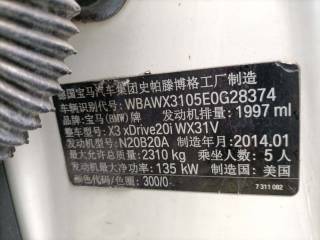 德国宝马汽车集团史帕滕博格工厂制造
车辆识别代号: WBAWX3105E0G28374
宝马(BMW)牌 发动机排量: 1997 ml
整车型号: X3 xDrive20i WX31V
发动机型号: N20B20A 制造年月: 2014.01
最大允许总质量: 2310 kg 乘坐人数: 5 人
发动机最大净功率: 135 kW 制造国: 美国
颜色代码/色圈: 300/0
7 311 082